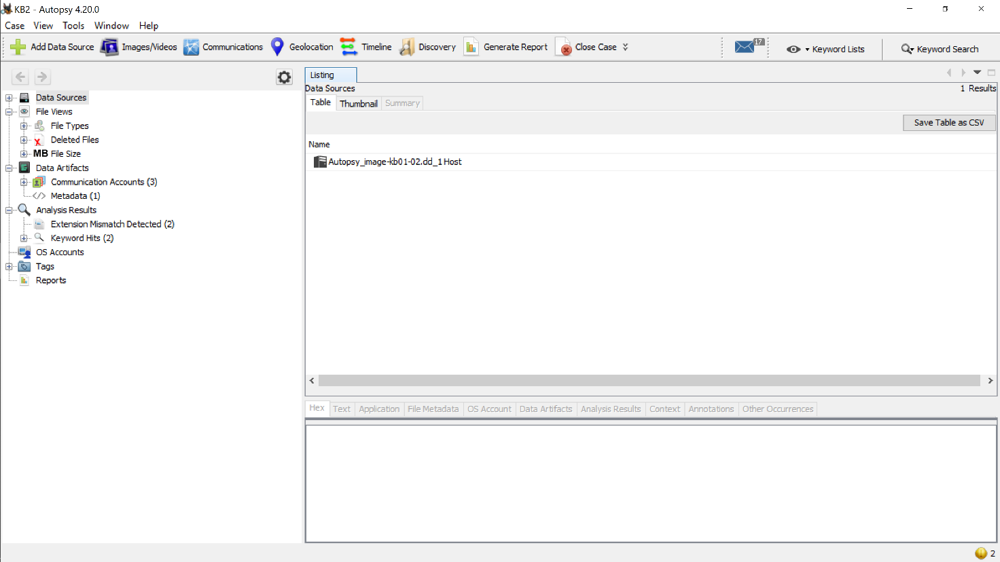 KB2 - Autopsy 4.20.0
Case View Tools Window Help
Add Data Source Images/Videos Communications Geolocation Timeline Discovery Generate Report Close Case 17 Keyword Lists Keyword Search
Listing
Data Sources 1 Results
Table Thumbnail Summary
Save Table as CSV
Name
Autopsy_image-kb01-02.dd_1 Host
Data Sources
File Views
File Types
Deleted Files
MB File Size
Data Artifacts
Communication Accounts (3)
Metadata (1)
Analysis Results
Extension Mismatch Detected (2)
Keyword Hits (2)
OS Accounts
Tags
Reports
Hex Text Application File Metadata OS Account Data Artifacts Analysis Results Context Annotations Other Occurrences
2